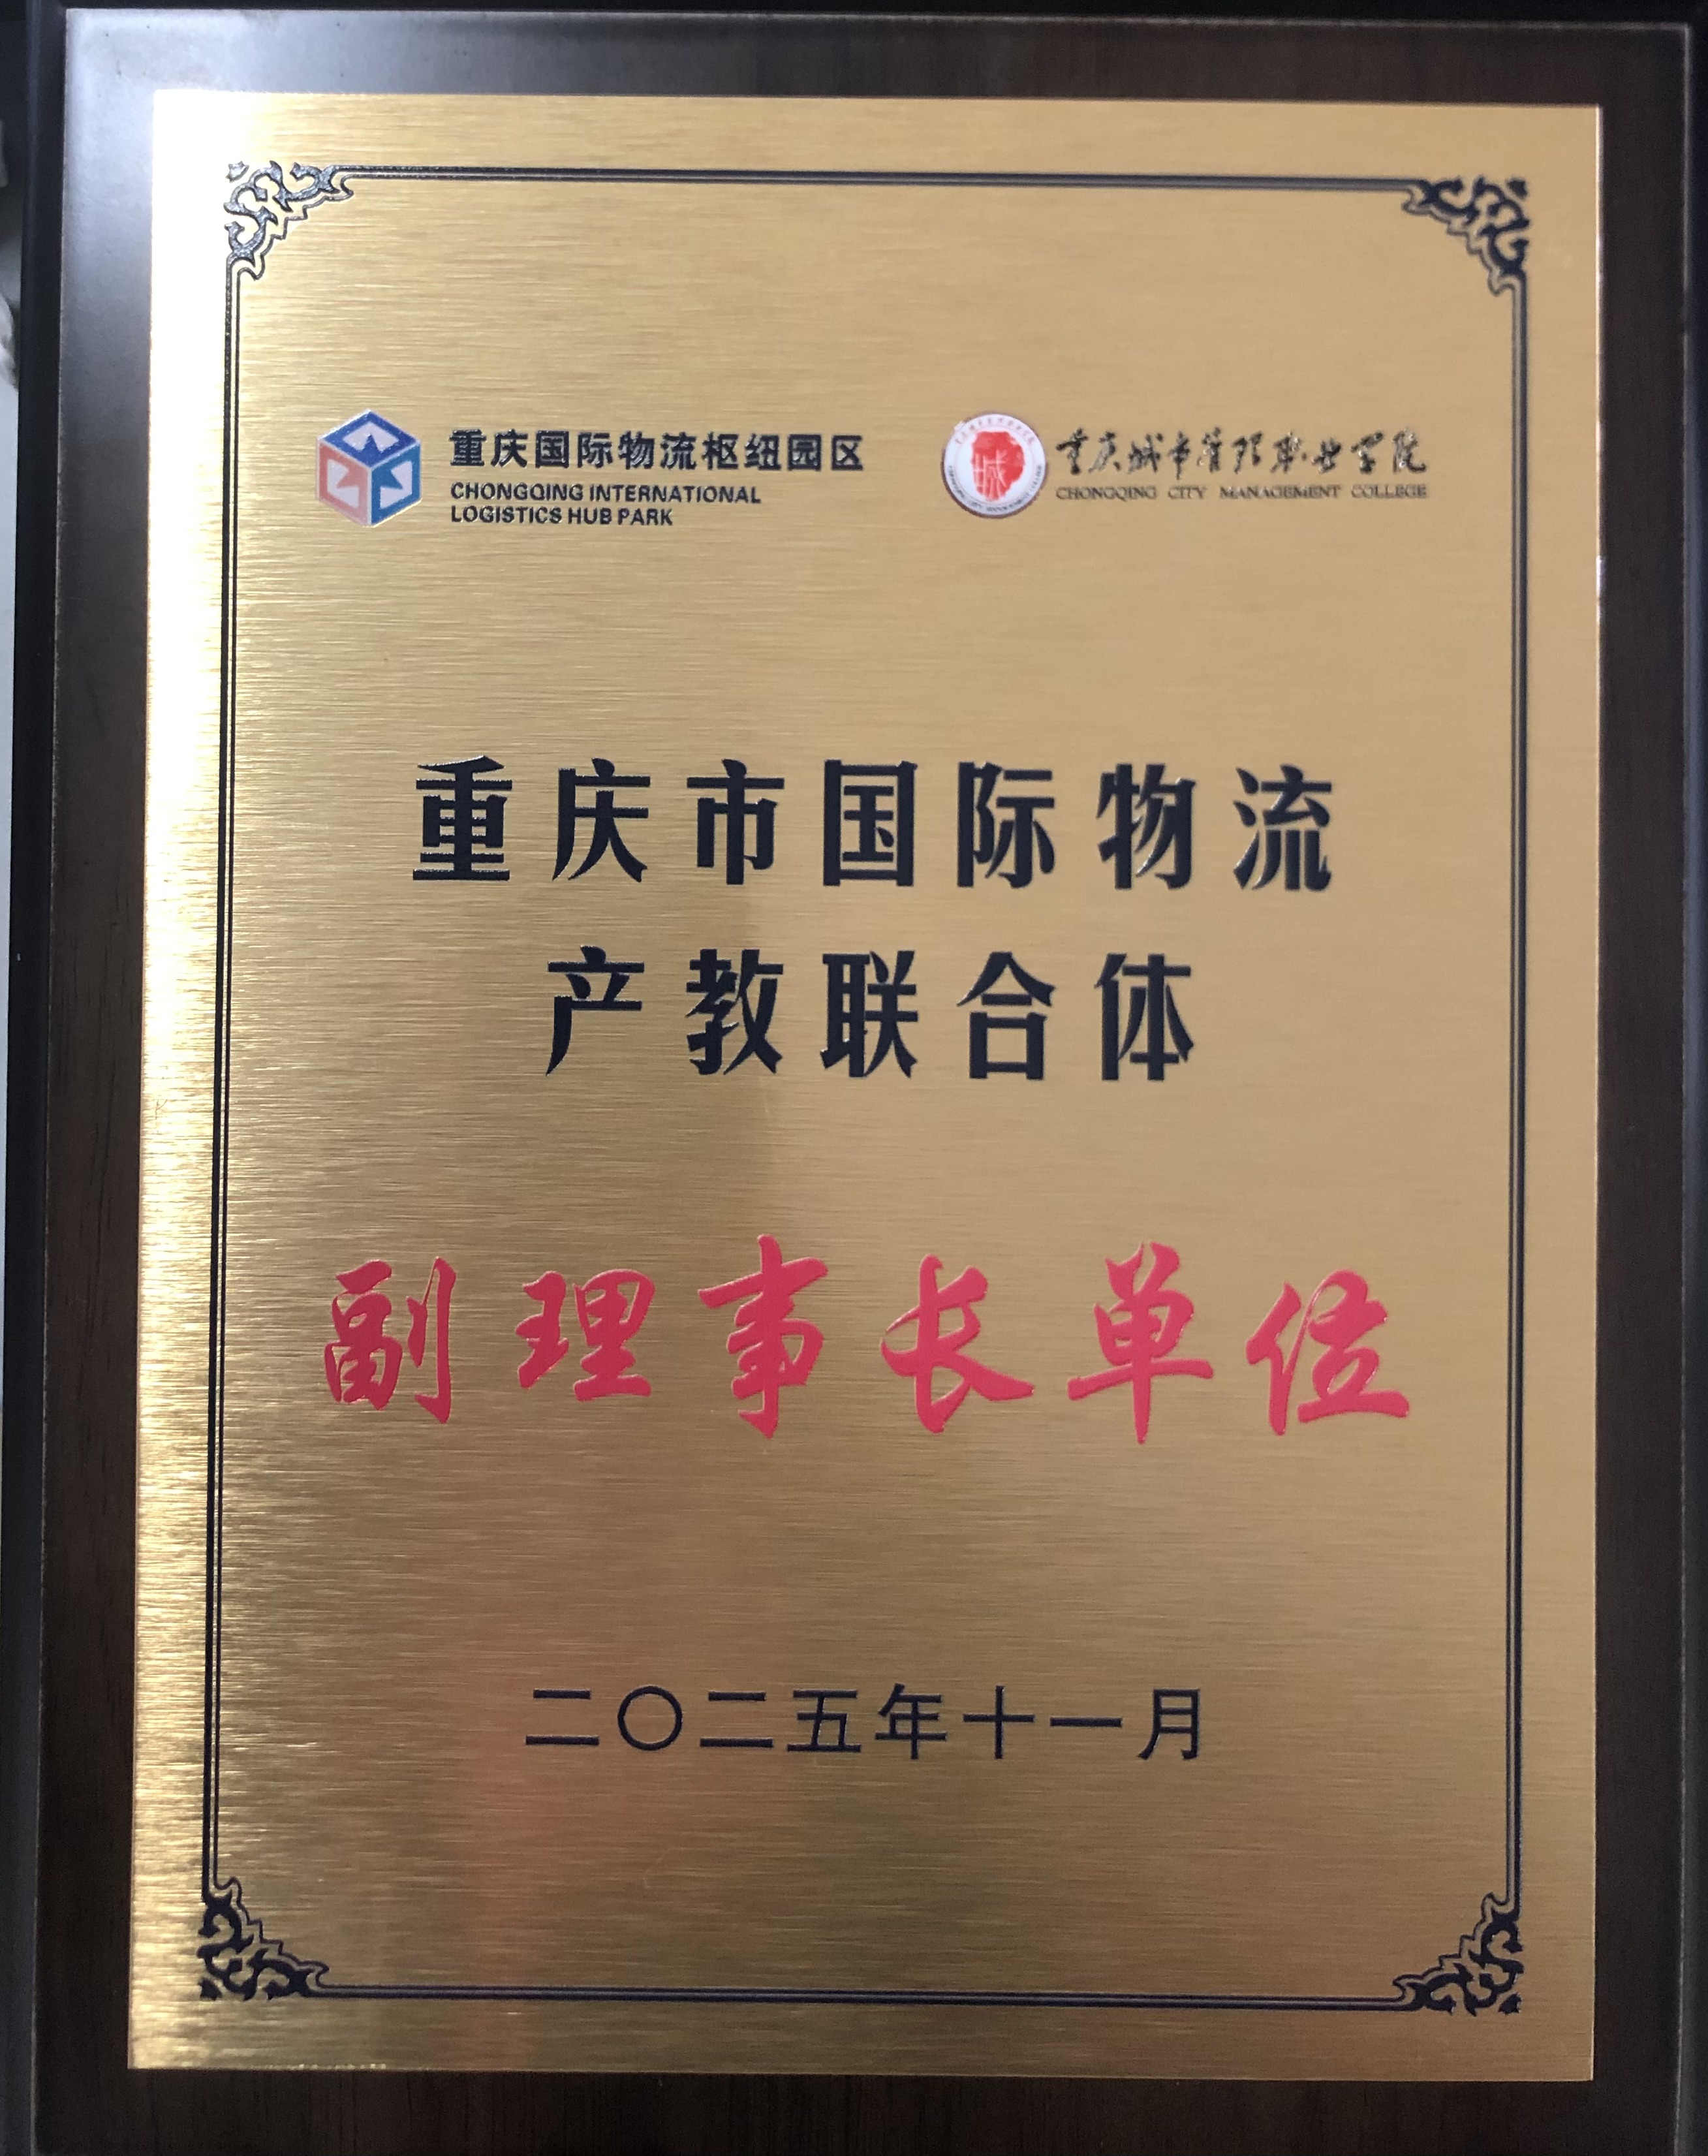 重庆国际物流枢纽园区
CHONGQING INTERNATIONAL
LOGISTICS HUB PARK
重庆城市管理职业学院
CHONGQING CITY MANAGEMENT COLLEGE
城
重庆市国际物流
产教联合体
副理事长单位
二〇二五年十一月